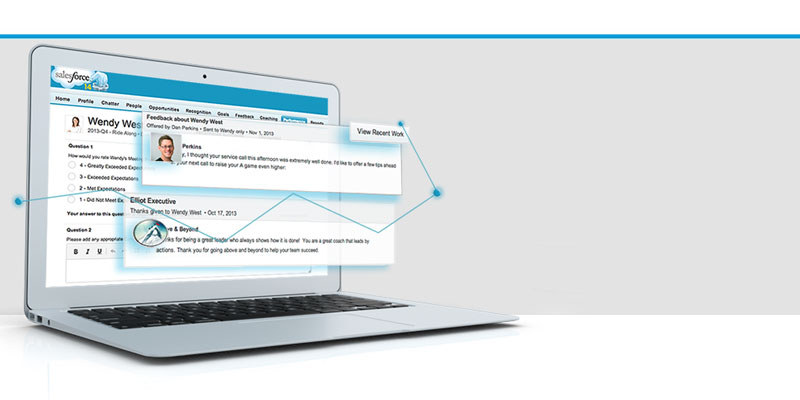 salesforce
14
Home Profile Chatter People Opportunities Recognition Goals Feedback Coaching Performance Reports
Wendy Wes
2013-Q4 - Ride Along •
Feedback about Wendy West
Offered by Dan Perkins • Sent to Wendy only • Nov 1, 2013
View Recent Work
Perkins
, I thought your service call this afternoon was extremely well done. I'd like to offer a few tips ahead
your next call to raise your A game even higher:
Question 1
How would you rate Wendy's Meeting
4 - Greatly Exceeded Expectations
3 - Exceeded Expectations
2 - Met Expectations
1 - Did Not Meet Ex
Your answer to this quest
Elliot Executive
Thanks given to Wendy West • Oct 17, 2013
ve & Beyond
nks for being a great leader who always shows how it is done! You are a great coach that leads by
actions. Thank you for going above and beyond to help your team succeed.
Question 2
Please add any appropriate
B I U